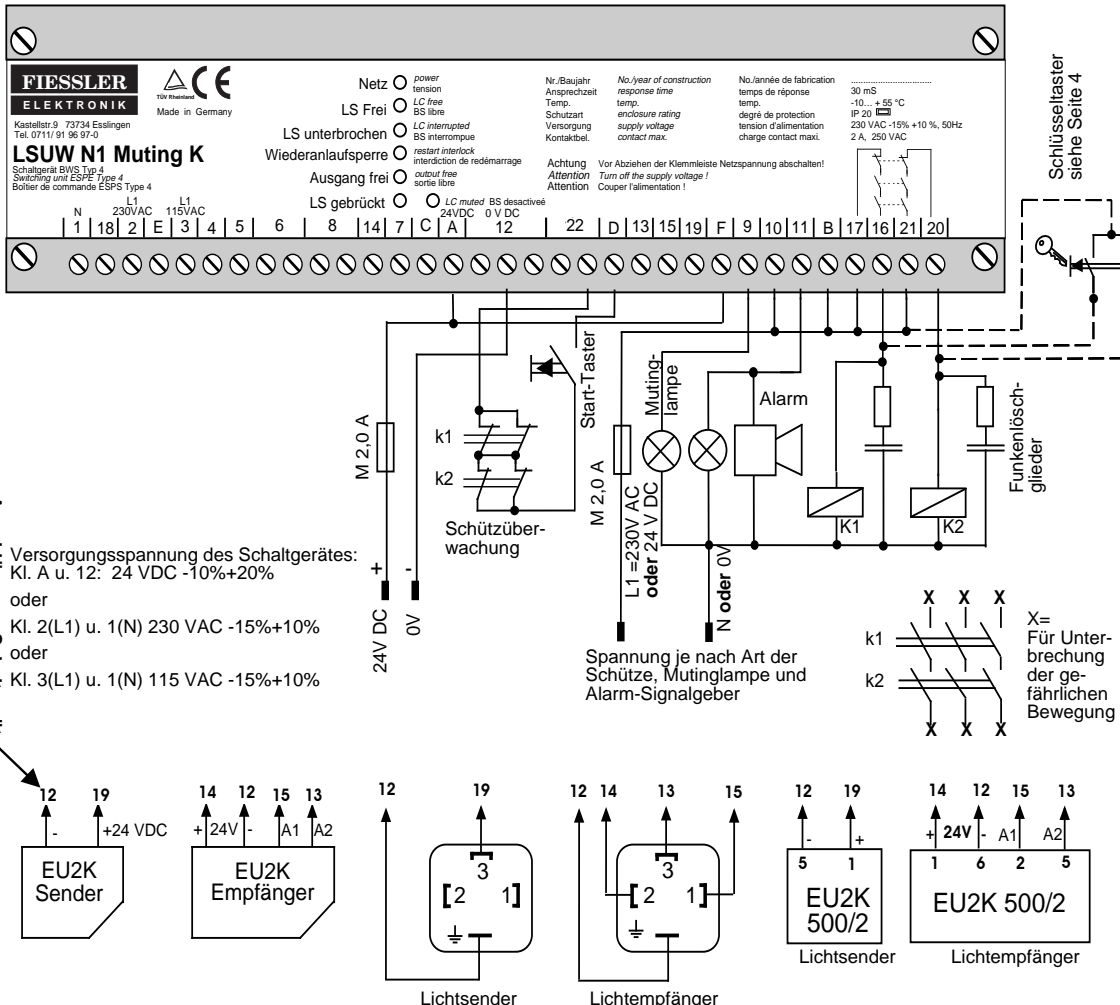 FIESSLER
ELEKTRONIK
TÜV Rheinland
Made in Germany
Kastellstr.9 73734 Esslingen
Tel. 0711/ 91 96 97-0
LSUW N1 Muting K
Schaltgerät BWS Typ 4
Switching unit ESPE Type 4
Boîtier de commande ESPS Type 4
Netz power tension
LS Frei LC free BS libre
LS unterbrochen LC interrupted BS interrompue
Wiederanlaufsperre restart interlock interdiction de redémarrage
Ausgang frei output free sortie libre
LS gebrückt LC muted BS desactiveé
Nr./Baujahr No./year of construction No./année de fabrication
Ansprechzeit response time temps de réponse 30 mS
Temp. temp. temp. -10... + 55 °C
Schutzart enclosure rating degré de protection IP 20
Versorgung supply voltage tension d'alimentation 230 VAC -15% +10 %, 50Hz
Kontaktbel. contact max. charge contact maxi. 2 A, 250 VAC
Achtung Vor Abziehen der Klemmleiste Netzspannung abschalten!
Attention Turn off the supply voltage !
Attention Couper l'alimentation !
N L1 230VAC L1 115VAC 24VDC 0 V DC
1 18 2 E 3 4 5 6 8 14 7 C A 12 22 D 13 15 19 F 9 10 11 B 17 16 21 20
Schlüsseltaster
siehe Seite 4
M 2,0 A
k1
k2
Schützüber-
wachung
Start-Taster
M 2,0 A
Muting-
lampe
Alarm
K1
K2
Funkenlösch-
glieder
Versorgungsspannung des Schaltgerätes:
Kl. A u. 12: 24 VDC -10%+20%
oder
Kl. 2(L1) u. 1(N) 230 VAC -15%+10%
oder
Kl. 3(L1) u. 1(N) 115 VAC -15%+10%
+ -
24V DC
0V
L1 =230V AC
oder 24 V DC
N oder 0V
Spannung je nach Art der
Schütze, Mutinglampe und
Alarm-Signalgeber
X X X
k1
k2
X X X
X=
Für Unter-
brechung
der ge-
fährlichen
Bewegung
12 19
- +24 VDC
EU2K
Sender
14 12 15 13
+ 24V - A1 A2
EU2K
Empfänger
12 19
3
2 1
Lichtsender
12 14 13 15
3
2 1
Lichtempfänger
12 19
- +
5 1
EU2K
500/2
Lichtsender
14 12 15 13
+ 24V - A1 A2
1 6 2 5
EU2K 500/2
Lichtempfänger